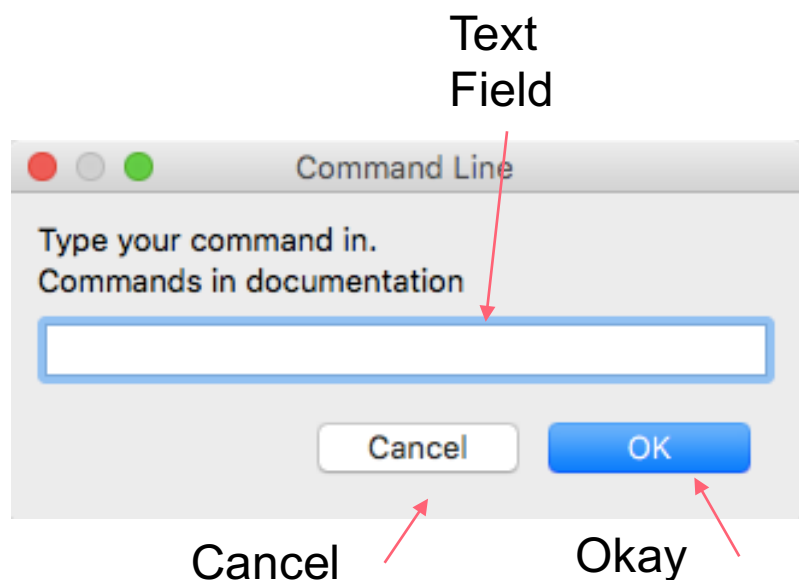 Text
Field
Command Line
Type your command in.
Commands in documentation
Cancel
OK
Cancel
Okay